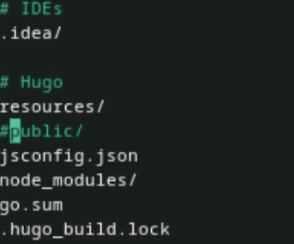 # IDEs
.idea/
# Hugo
resources/
#public/
jsconfig.json
node_modules/
go.sum
.hugo_build.lock